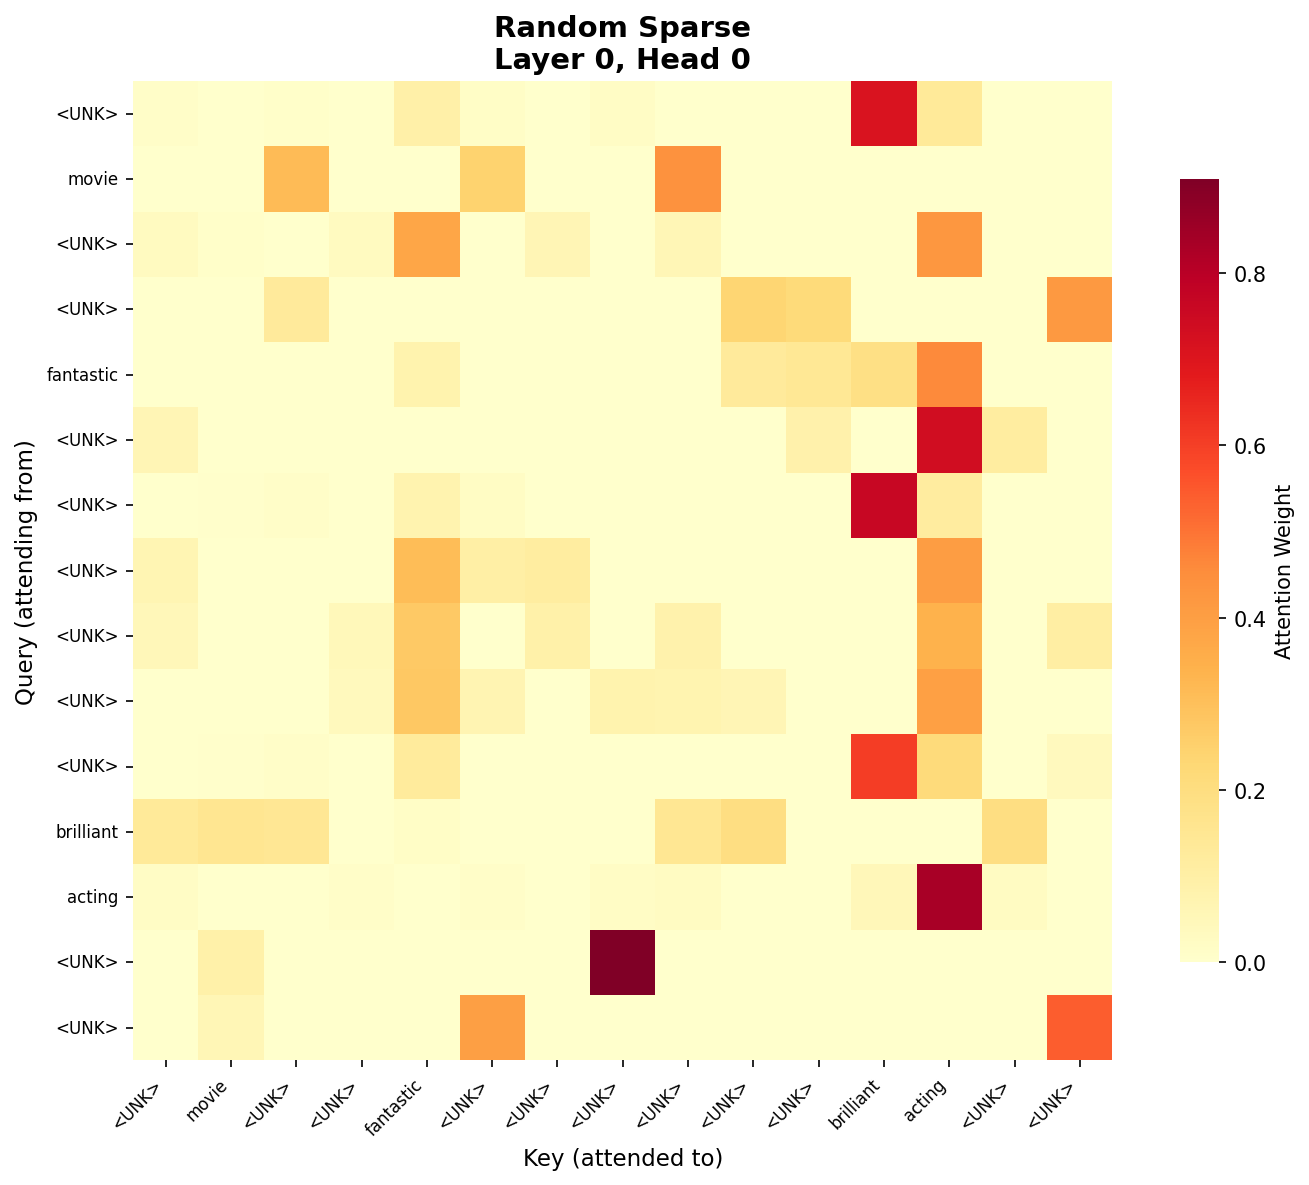 Random Sparse
Layer 0, Head 0
<UNK>
movie
<UNK>
<UNK>
fantastic
<UNK>
<UNK>
<UNK>
<UNK>
<UNK>
<UNK>
brilliant
acting
<UNK>
<UNK>
Query (attending from)
<UNK>
movie
<UNK>
<UNK>
fantastic
<UNK>
<UNK>
<UNK>
<UNK>
<UNK>
<UNK>
brilliant
acting
<UNK>
<UNK>
Key (attended to)
0.8
0.6
0.4
0.2
0.0
Attention Weight